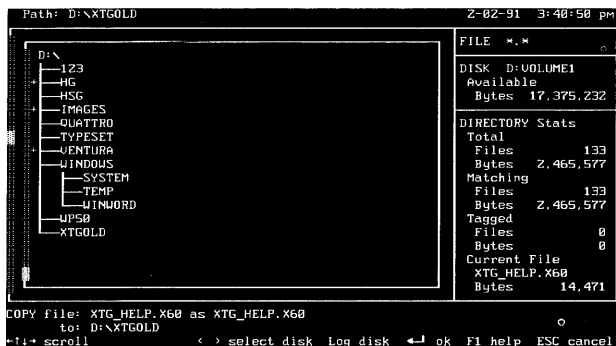 Path: D:\XTGOLD
2-02-91 3:40:50 pm
D:\
123
+ HG
HSG
+ IMAGES
QUATTRO
TYPESET
+ VENTURA
WINDOWS
SYSTEM
TEMP
WINWORD
WP50
XTGOLD
FILE *.*
DISK D:VOLUME1
Available
Bytes 17,375,232
DIRECTORY Stats
Total
Files 133
Bytes 2,465,577
Matching
Files 133
Bytes 2,465,577
Tagged
Files 0
Bytes 0
Current File
XTG_HELP.X60
Bytes 14,471
COPY file: XTG_HELP.X60 as XTG_HELP.X60
to: D:\XTGOLD
←↑↓→ scroll < > select disk Log disk ↵ ok F1 help ESC cancel